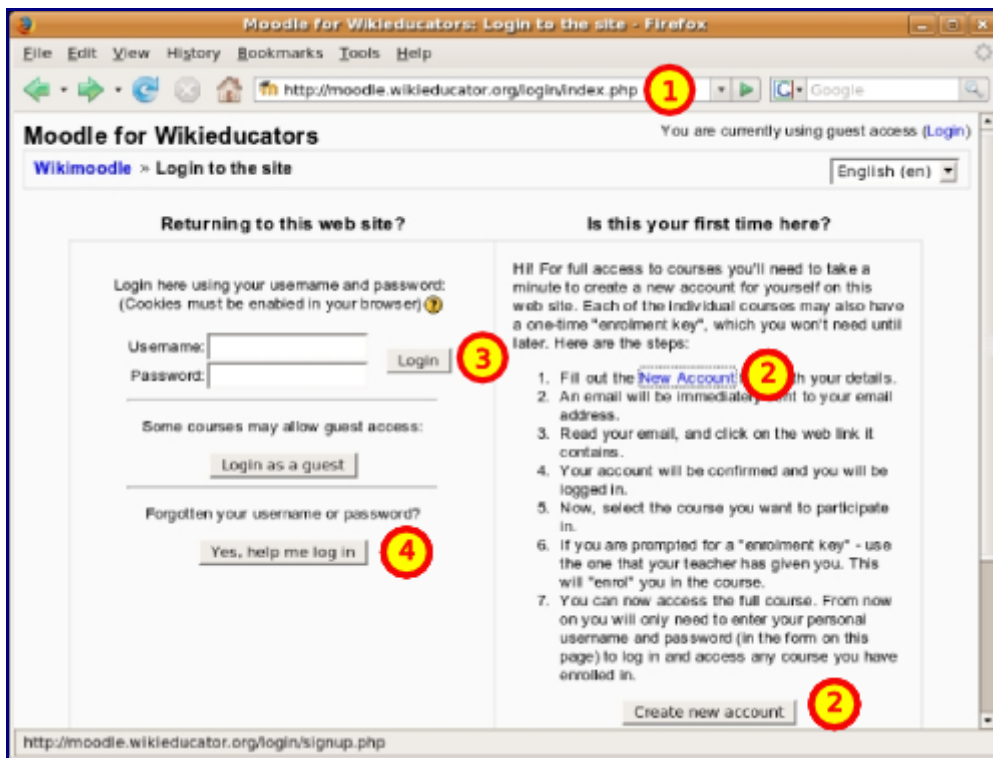 Moodle for Wikieducators: Login to the site - Firefox
File Edit View History Bookmarks Tools Help
http://moodle.wikieducator.org/login/index.php 1 Google
Moodle for Wikieducators
You are currently using guest access (Login)
Wikimoodle » Login to the site
English (en)
Returning to this web site?
Login here using your username and password:
(Cookies must be enabled in your browser) ?
Username:
Password:
Login 3
Some courses may allow guest access:
Login as a guest
Forgotten your username or password?
Yes, help me log in 4
Is this your first time here?
Hi! For full access to courses you'll need to take a
minute to create a new account for yourself on this
web site. Each of the individual courses may also have
a one-time "enrolment key", which you won't need until
later. Here are the steps:
1. Fill out the New Account 2 your details.
2. An email will be immediately sent to your email
address.
3. Read your email, and click on the web link it
contains.
4. Your account will be confirmed and you will be
logged in.
5. Now, select the course you want to participate
in.
6. If you are prompted for a "enrolment key" - use
the one that your teacher has given you. This
will "enrol" you in the course.
7. You can now access the full course. From now
on you will only need to enter your personal
username and password (in the form on this
page) to log in and access any course you have
enrolled in.
Create new account 2
http://moodle.wikieducator.org/login/signup.php